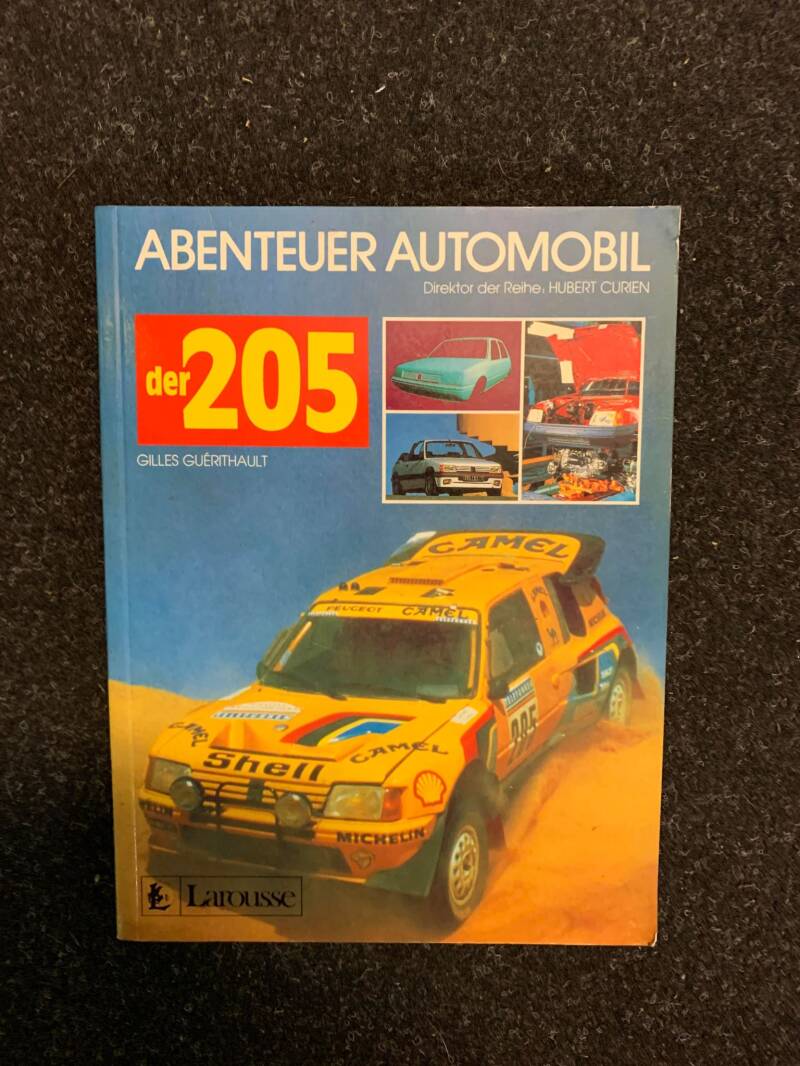 ABENTEUER AUTOMOBIL
Direktor der Reihe: HUBERT CURIEN
der 205
GILLES GUÉRITHAULT
CAMEL
PEUGEOT CAMEL
CAMEL
CAMEL
Shell
MICHELIN
205
Larousse